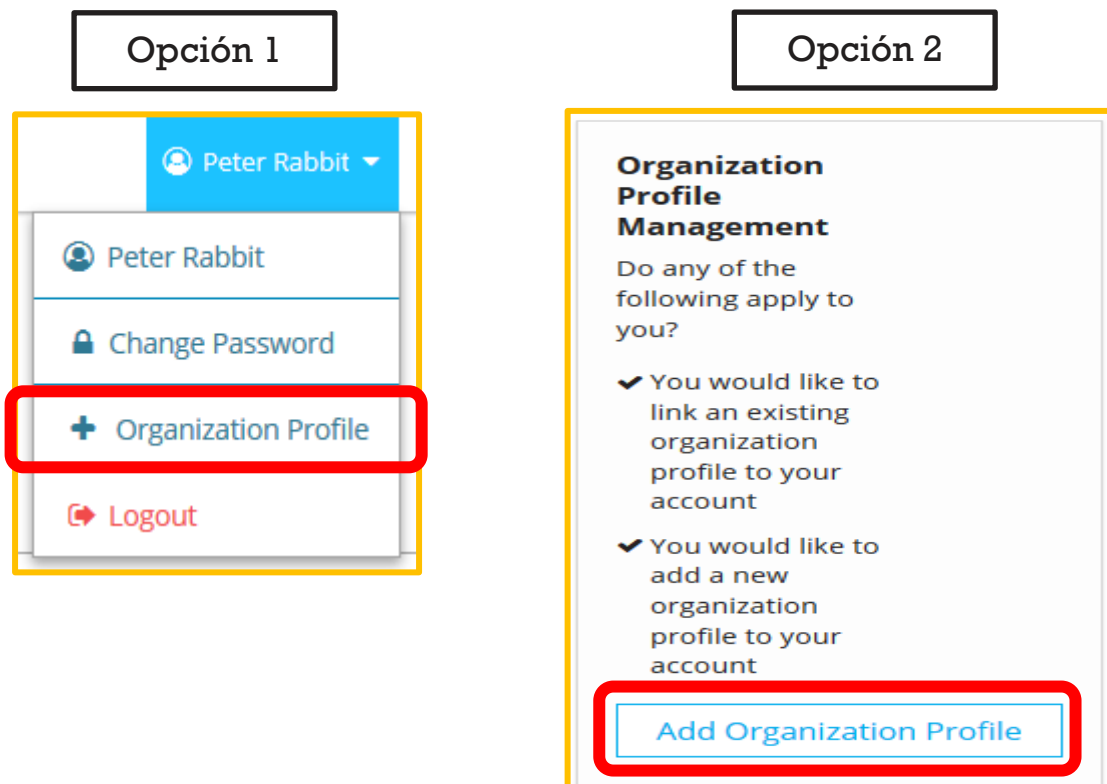 Opción 1
Peter Rabbit
Peter Rabbit
Change Password
Organization Profile
Logout
Opción 2
Organization
Profile
Management
Do any of the
following apply to
you?
You would like to
link an existing
organization
profile to your
account
You would like to
add a new
organization
profile to your
account
Add Organization Profile